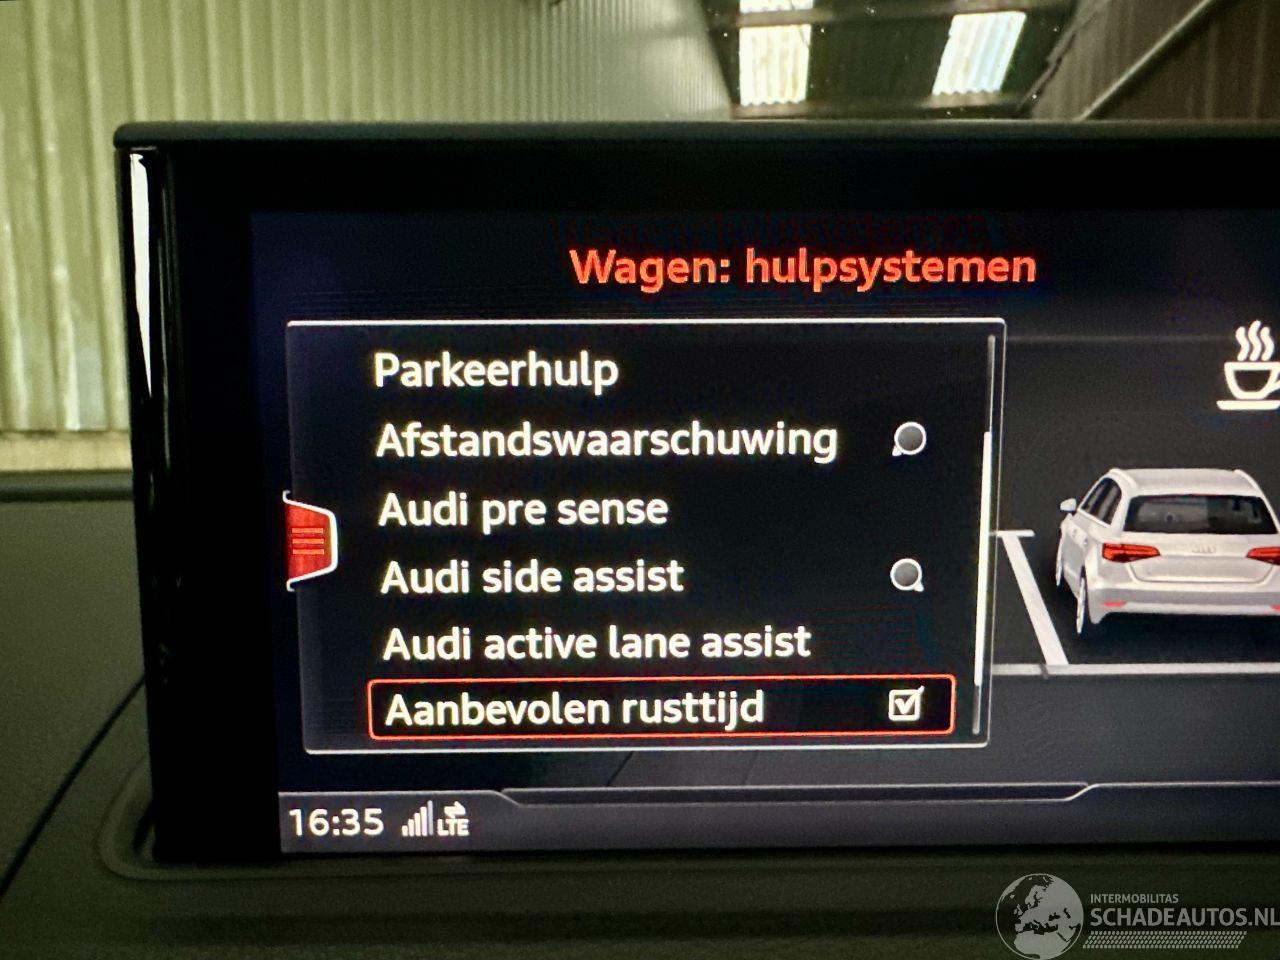 Wagen: hulpsystemen
Parkeerhulp
Afstandswaarschuwing
Audi pre sense
Audi side assist
Audi active lane assist
Aanbevolen rusttijd
16:35
LTE
INTERMOBILITAS
SCHADEAUTOS.NL